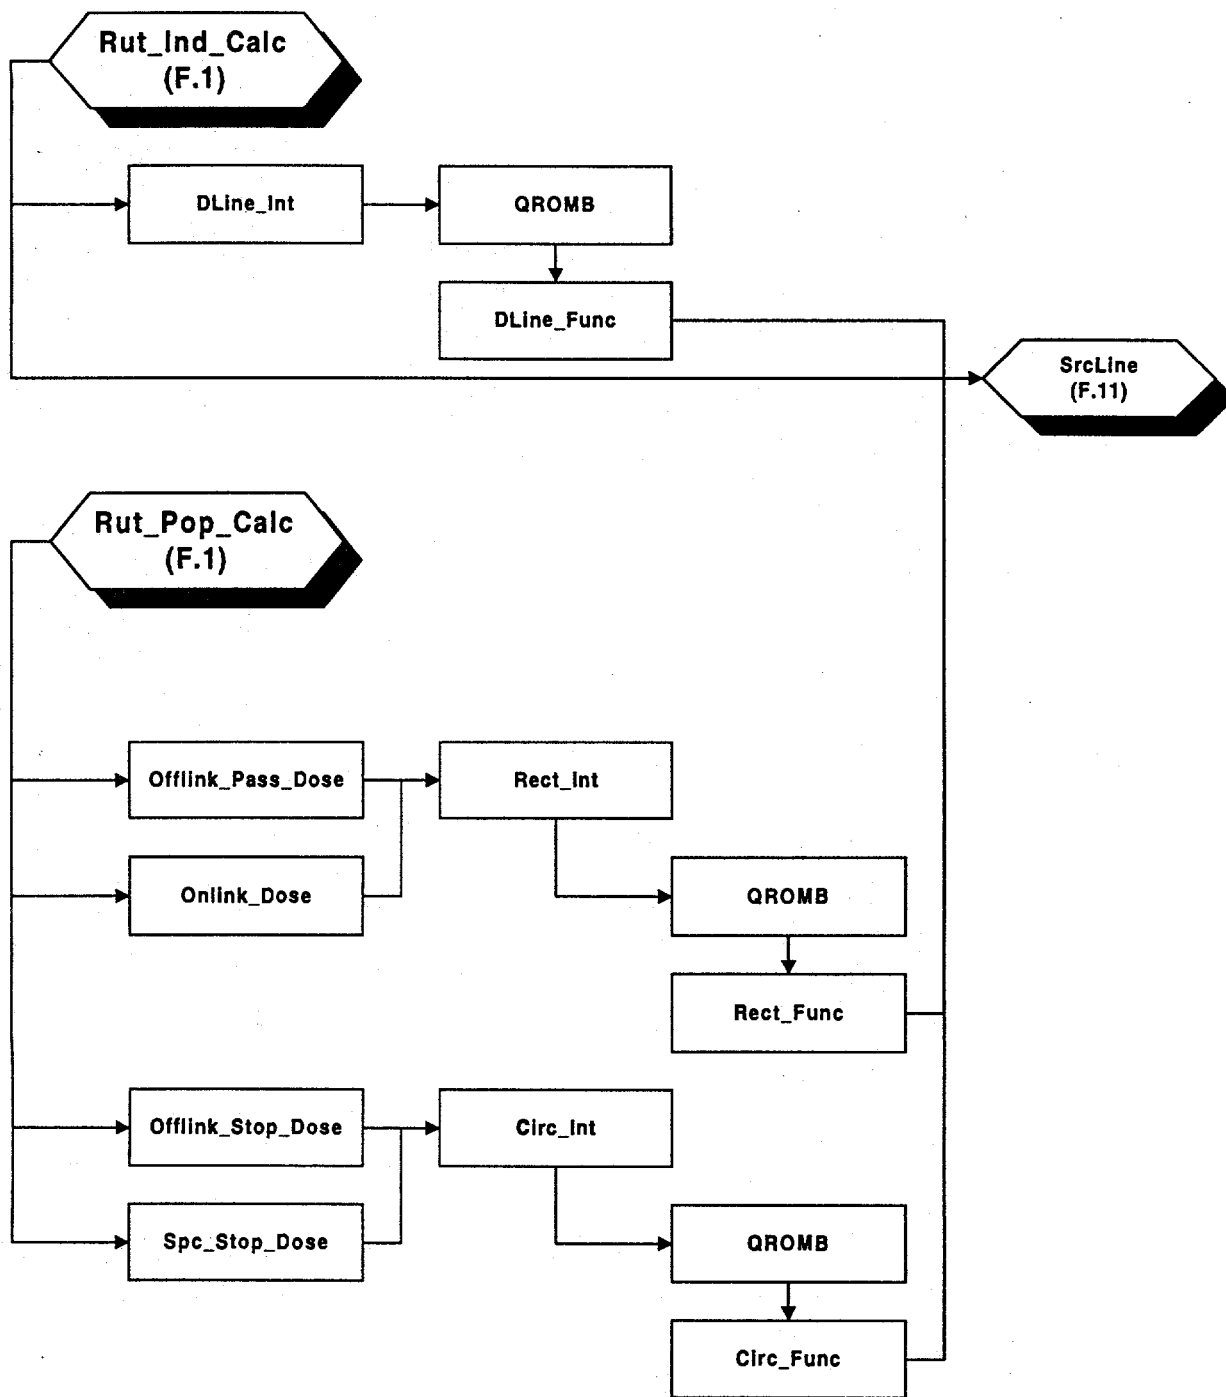 Rut_Ind_Calc
(F.1)
DLine_Int
QROMB
DLine_Func
SrcLine
(F.11)
Rut_Pop_Calc
(F.1)
Offlink_Pass_Dose
Rect_Int
Onlink_Dose
QROMB
Rect_Func
Offlink_Stop_Dose
Circ_Int
Spc_Stop_Dose
QROMB
Circ_Func